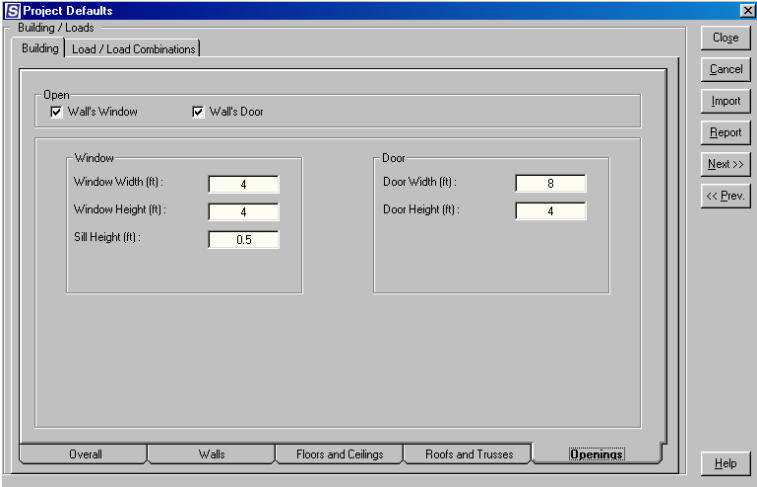 S Project Defaults
Building / Loads
Building
Load / Load Combinations
Open
Wall's Window
Wall's Door
Window
Window Width (ft) : 4
Window Height (ft) : 4
Sill Height (ft) : 0.5
Door
Door Width (ft) : 8
Door Height (ft) : 4
Overall
Walls
Floors and Ceilings
Roofs and Trusses
Openings
Close
Cancel
Import
Report
Next >>
<< Prev.
Help